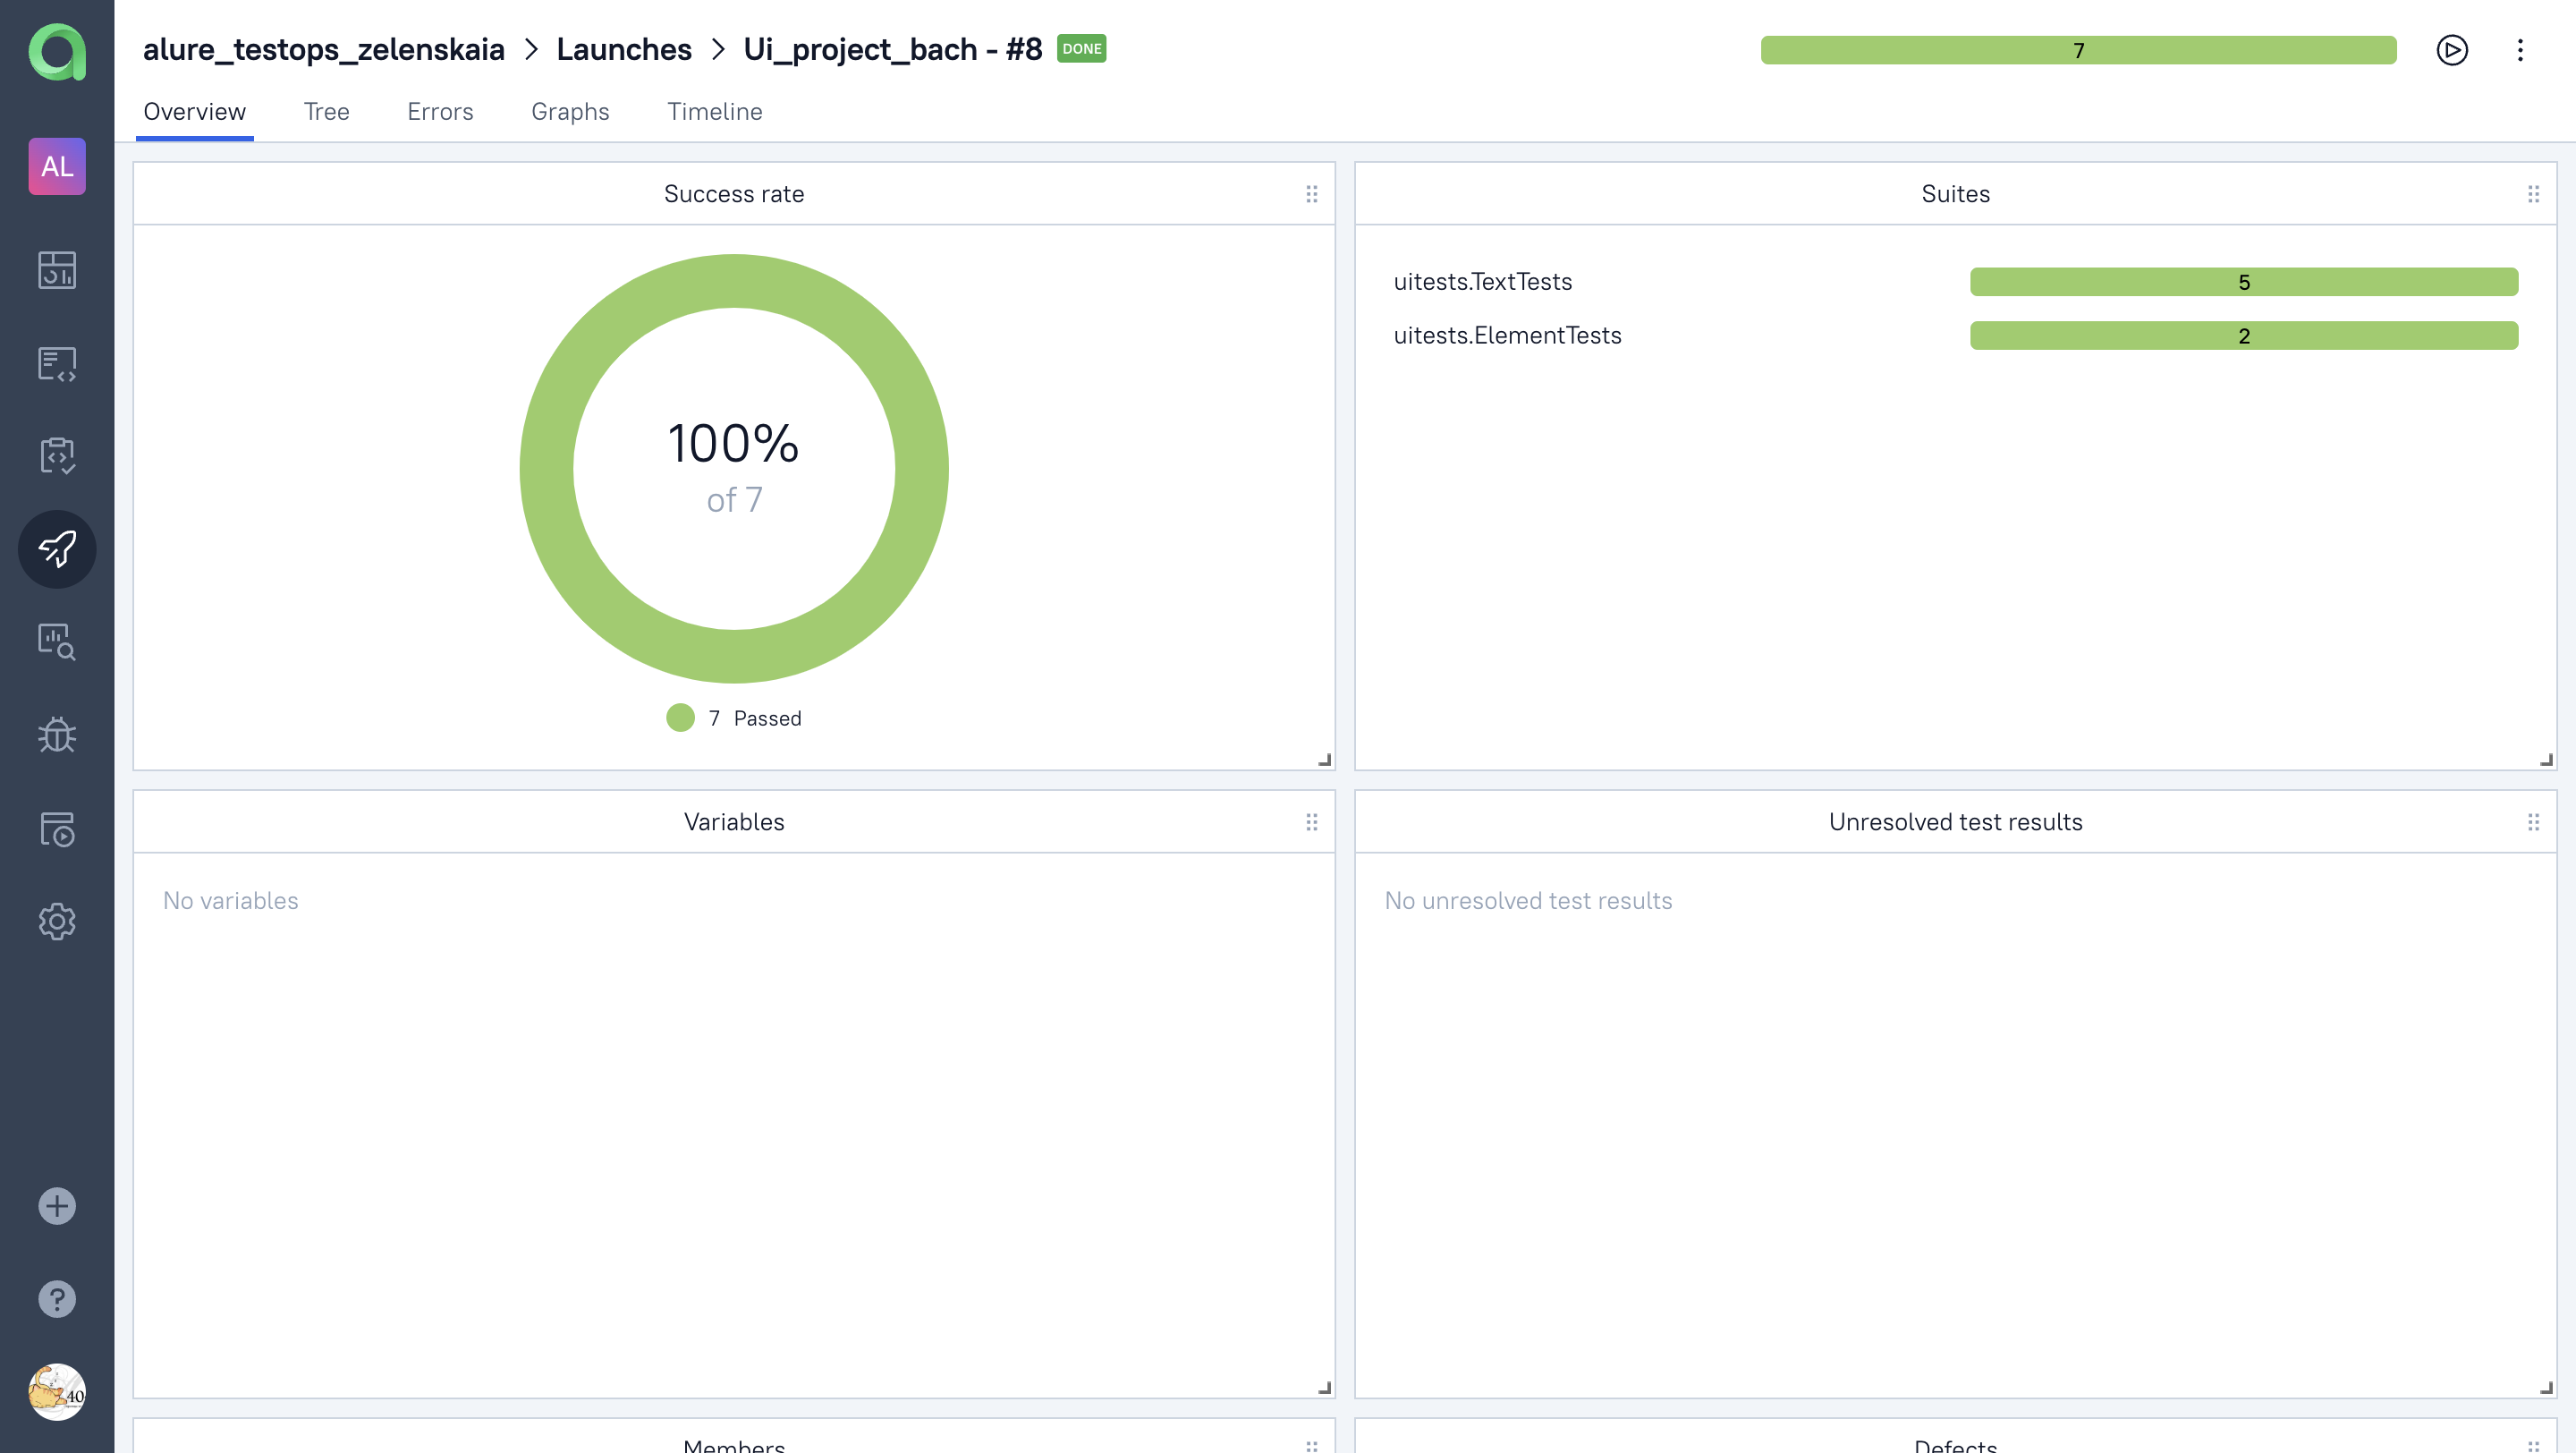 alure_testops_zelenskaia > Launches > Ui_project_bach - #8 DONE
7
AL
Overview Tree Errors Graphs Timeline
Success rate
100%
of 7
7 Passed
Suites
uitests.TextTests 5
uitests.ElementTests 2
Variables
No variables
Unresolved test results
No unresolved test results
40
Members
Defects